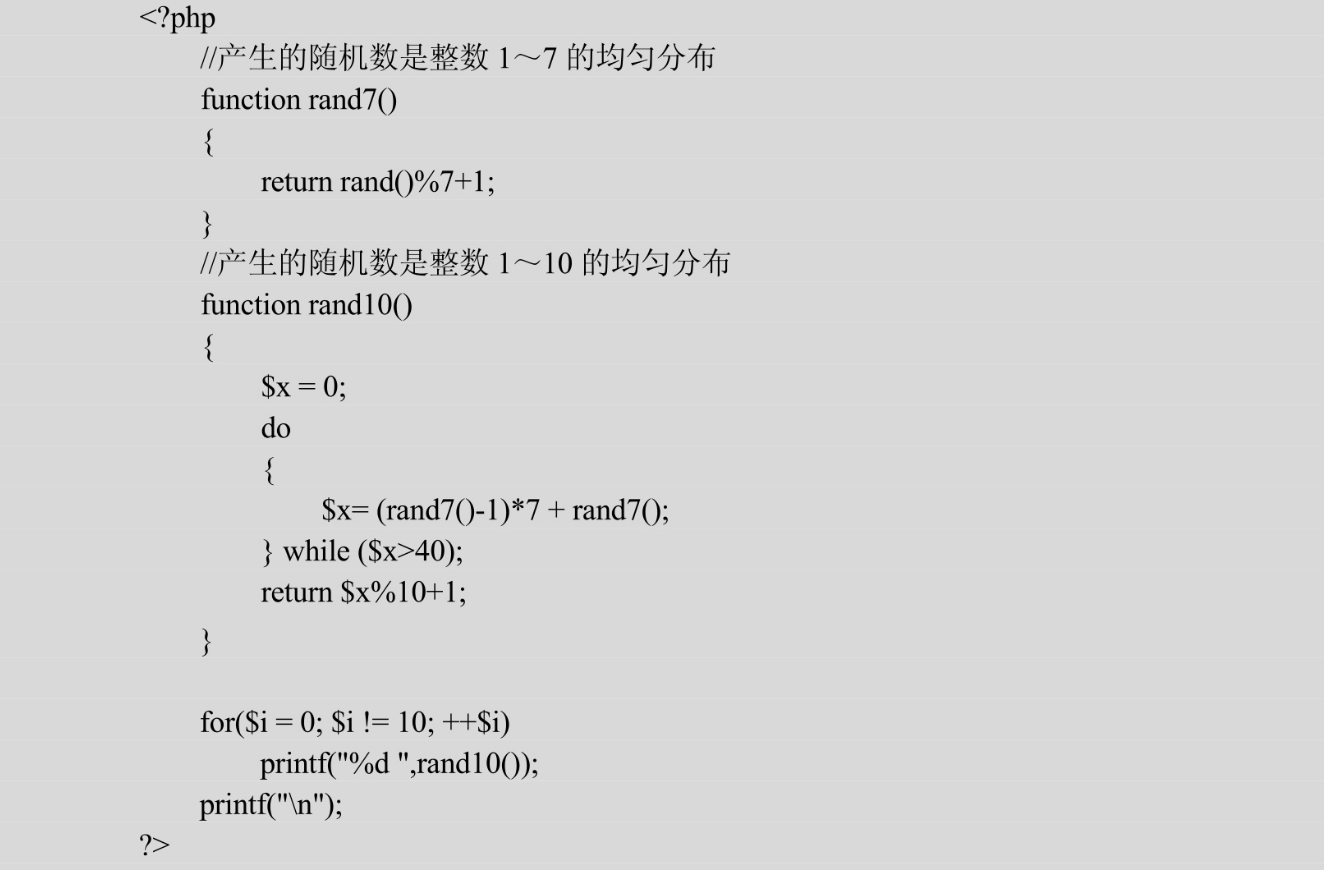 <?php
//产生的随机数是整数 1～7 的均匀分布
function rand7()
{
return rand()%7+1;
}
//产生的随机数是整数 1～10 的均匀分布
function rand10()
{
$x = 0;
do
{
$x= (rand7()-1)*7 + rand7();
} while ($x>40);
return $x%10+1;
}
for($i = 0; $i != 10; ++$i)
printf("%d ",rand10());
printf("\n");
?>